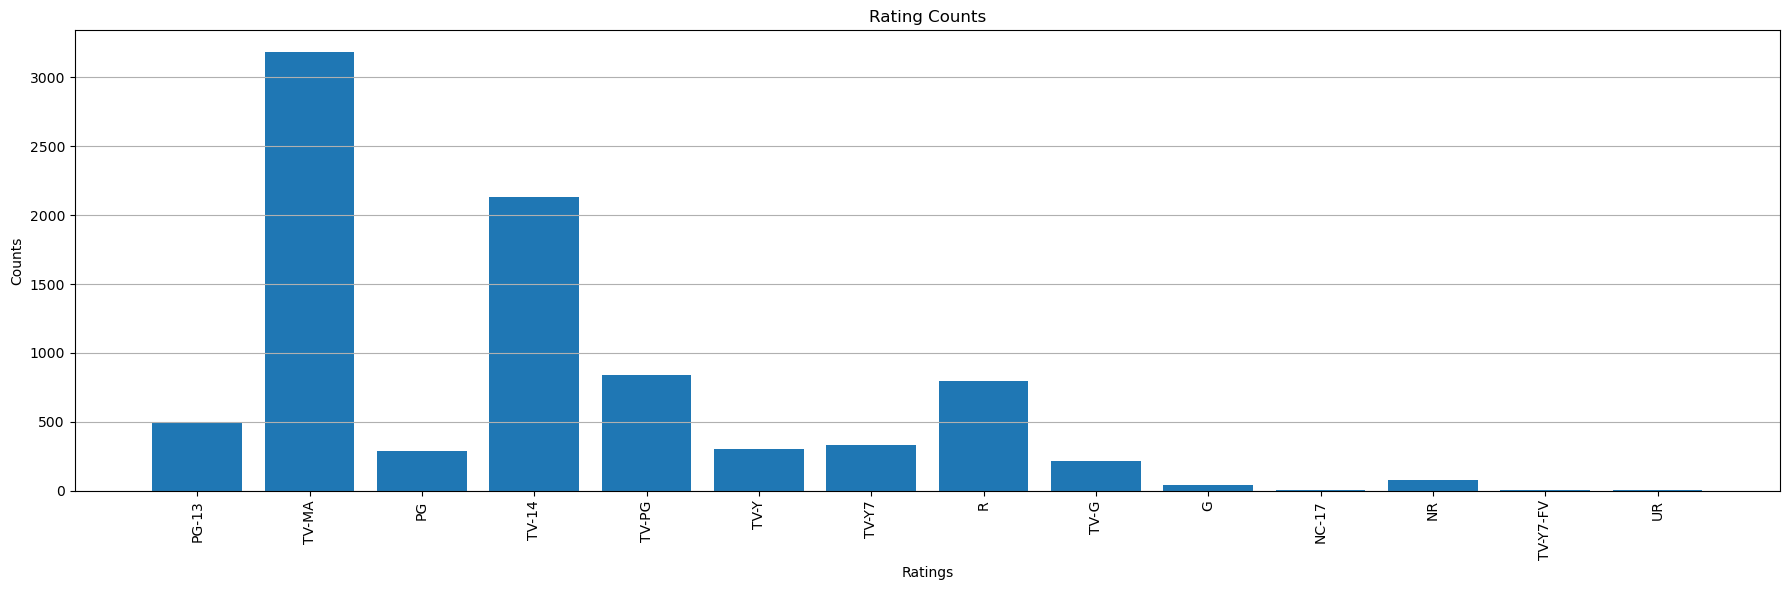 Rating Counts
Counts
3000
2500
2000
1500
1000
500
0
PG-13
TV-MA
PG
TV-14
TV-PG
TV-Y
TV-Y7
R
TV-G
G
NC-17
NR
TV-Y7-FV
UR
Ratings